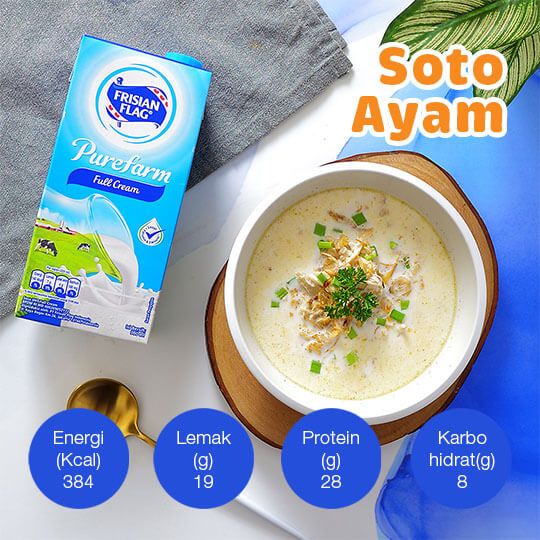 Soto
Ayam
FRISIAN
FLAG
Purefarm
Full Cream
Energi
(Kcal)
384
Lemak
(g)
19
Protein
(g)
28
Karbo
hidrat(g)
8